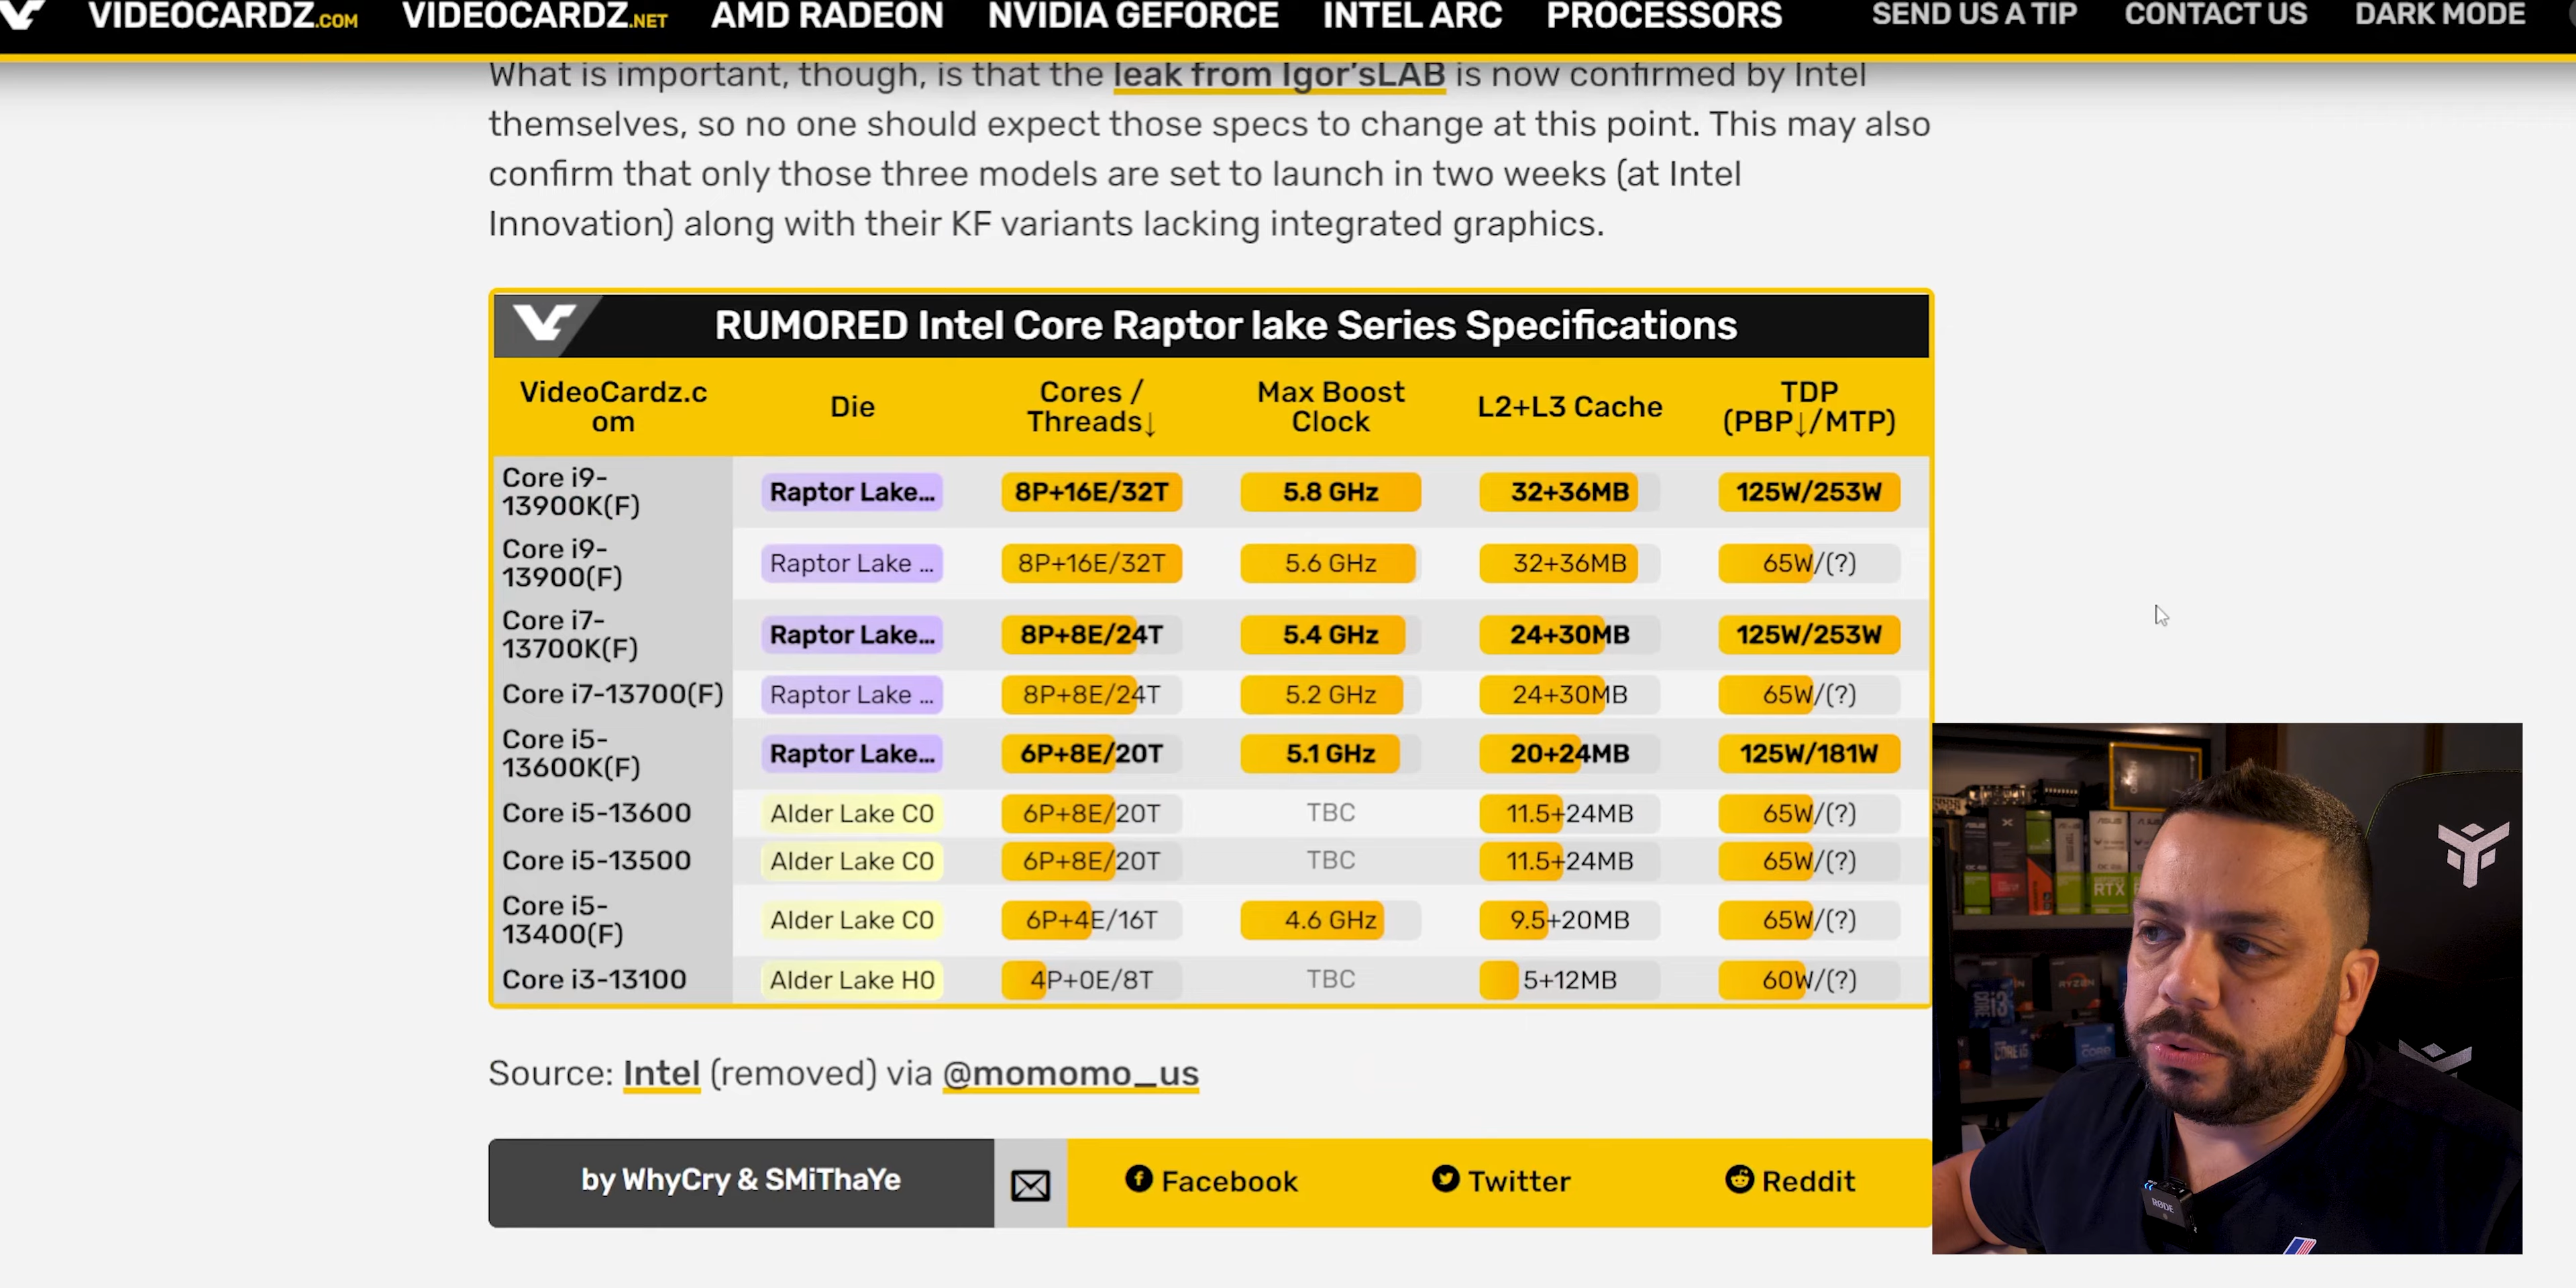 VIDEOCARDZ.COM VIDEOCARDZ.NET AMD RADEON NVIDIA GEFORCE INTEL ARC PROCESSORS SEND US A TIP CONTACT US DARK MODE
What is important, though, is that the leak from Igor'sLAB is now confirmed by Intel
themselves, so no one should expect those specs to change at this point. This may also
confirm that only those three models are set to launch in two weeks (at Intel
Innovation) along with their KF variants lacking integrated graphics.
RUMORED Intel Core Raptor lake Series Specifications
VideoCardz.c
om
Die
Cores /
Threads↓
Max Boost
Clock
L2+L3 Cache
TDP
(PBP↓/MTP)
Core i9-
13900K(F)
Raptor Lake... 8P+16E/32T 5.8 GHz 32+36MB 125W/253W
Core i9-
13900(F)
Raptor Lake ... 8P+16E/32T 5.6 GHz 32+36MB 65W/(?)
Core i7-
13700K(F)
Raptor Lake... 8P+8E/24T 5.4 GHz 24+30MB 125W/253W
Core i7-13700(F) Raptor Lake ... 8P+8E/24T 5.2 GHz 24+30MB 65W/(?)
Core i5-
13600K(F)
Raptor Lake... 6P+8E/20T 5.1 GHz 20+24MB 125W/181W
Core i5-13600 Alder Lake C0 6P+8E/20T TBC 11.5+24MB 65W/(?)
Core i5-13500 Alder Lake C0 6P+8E/20T TBC 11.5+24MB 65W/(?)
Core i5-
13400(F)
Alder Lake C0 6P+4E/16T 4.6 GHz 9.5+20MB 65W/(?)
Core i3-13100 Alder Lake H0 4P+0E/8T TBC 5+12MB 60W/(?)
Source: Intel (removed) via @momomo_us
by WhyCry & SMiThaYe Facebook Twitter Reddit
RTX
RYZEN
CORE i3
CORE i5
CORE
RØDE